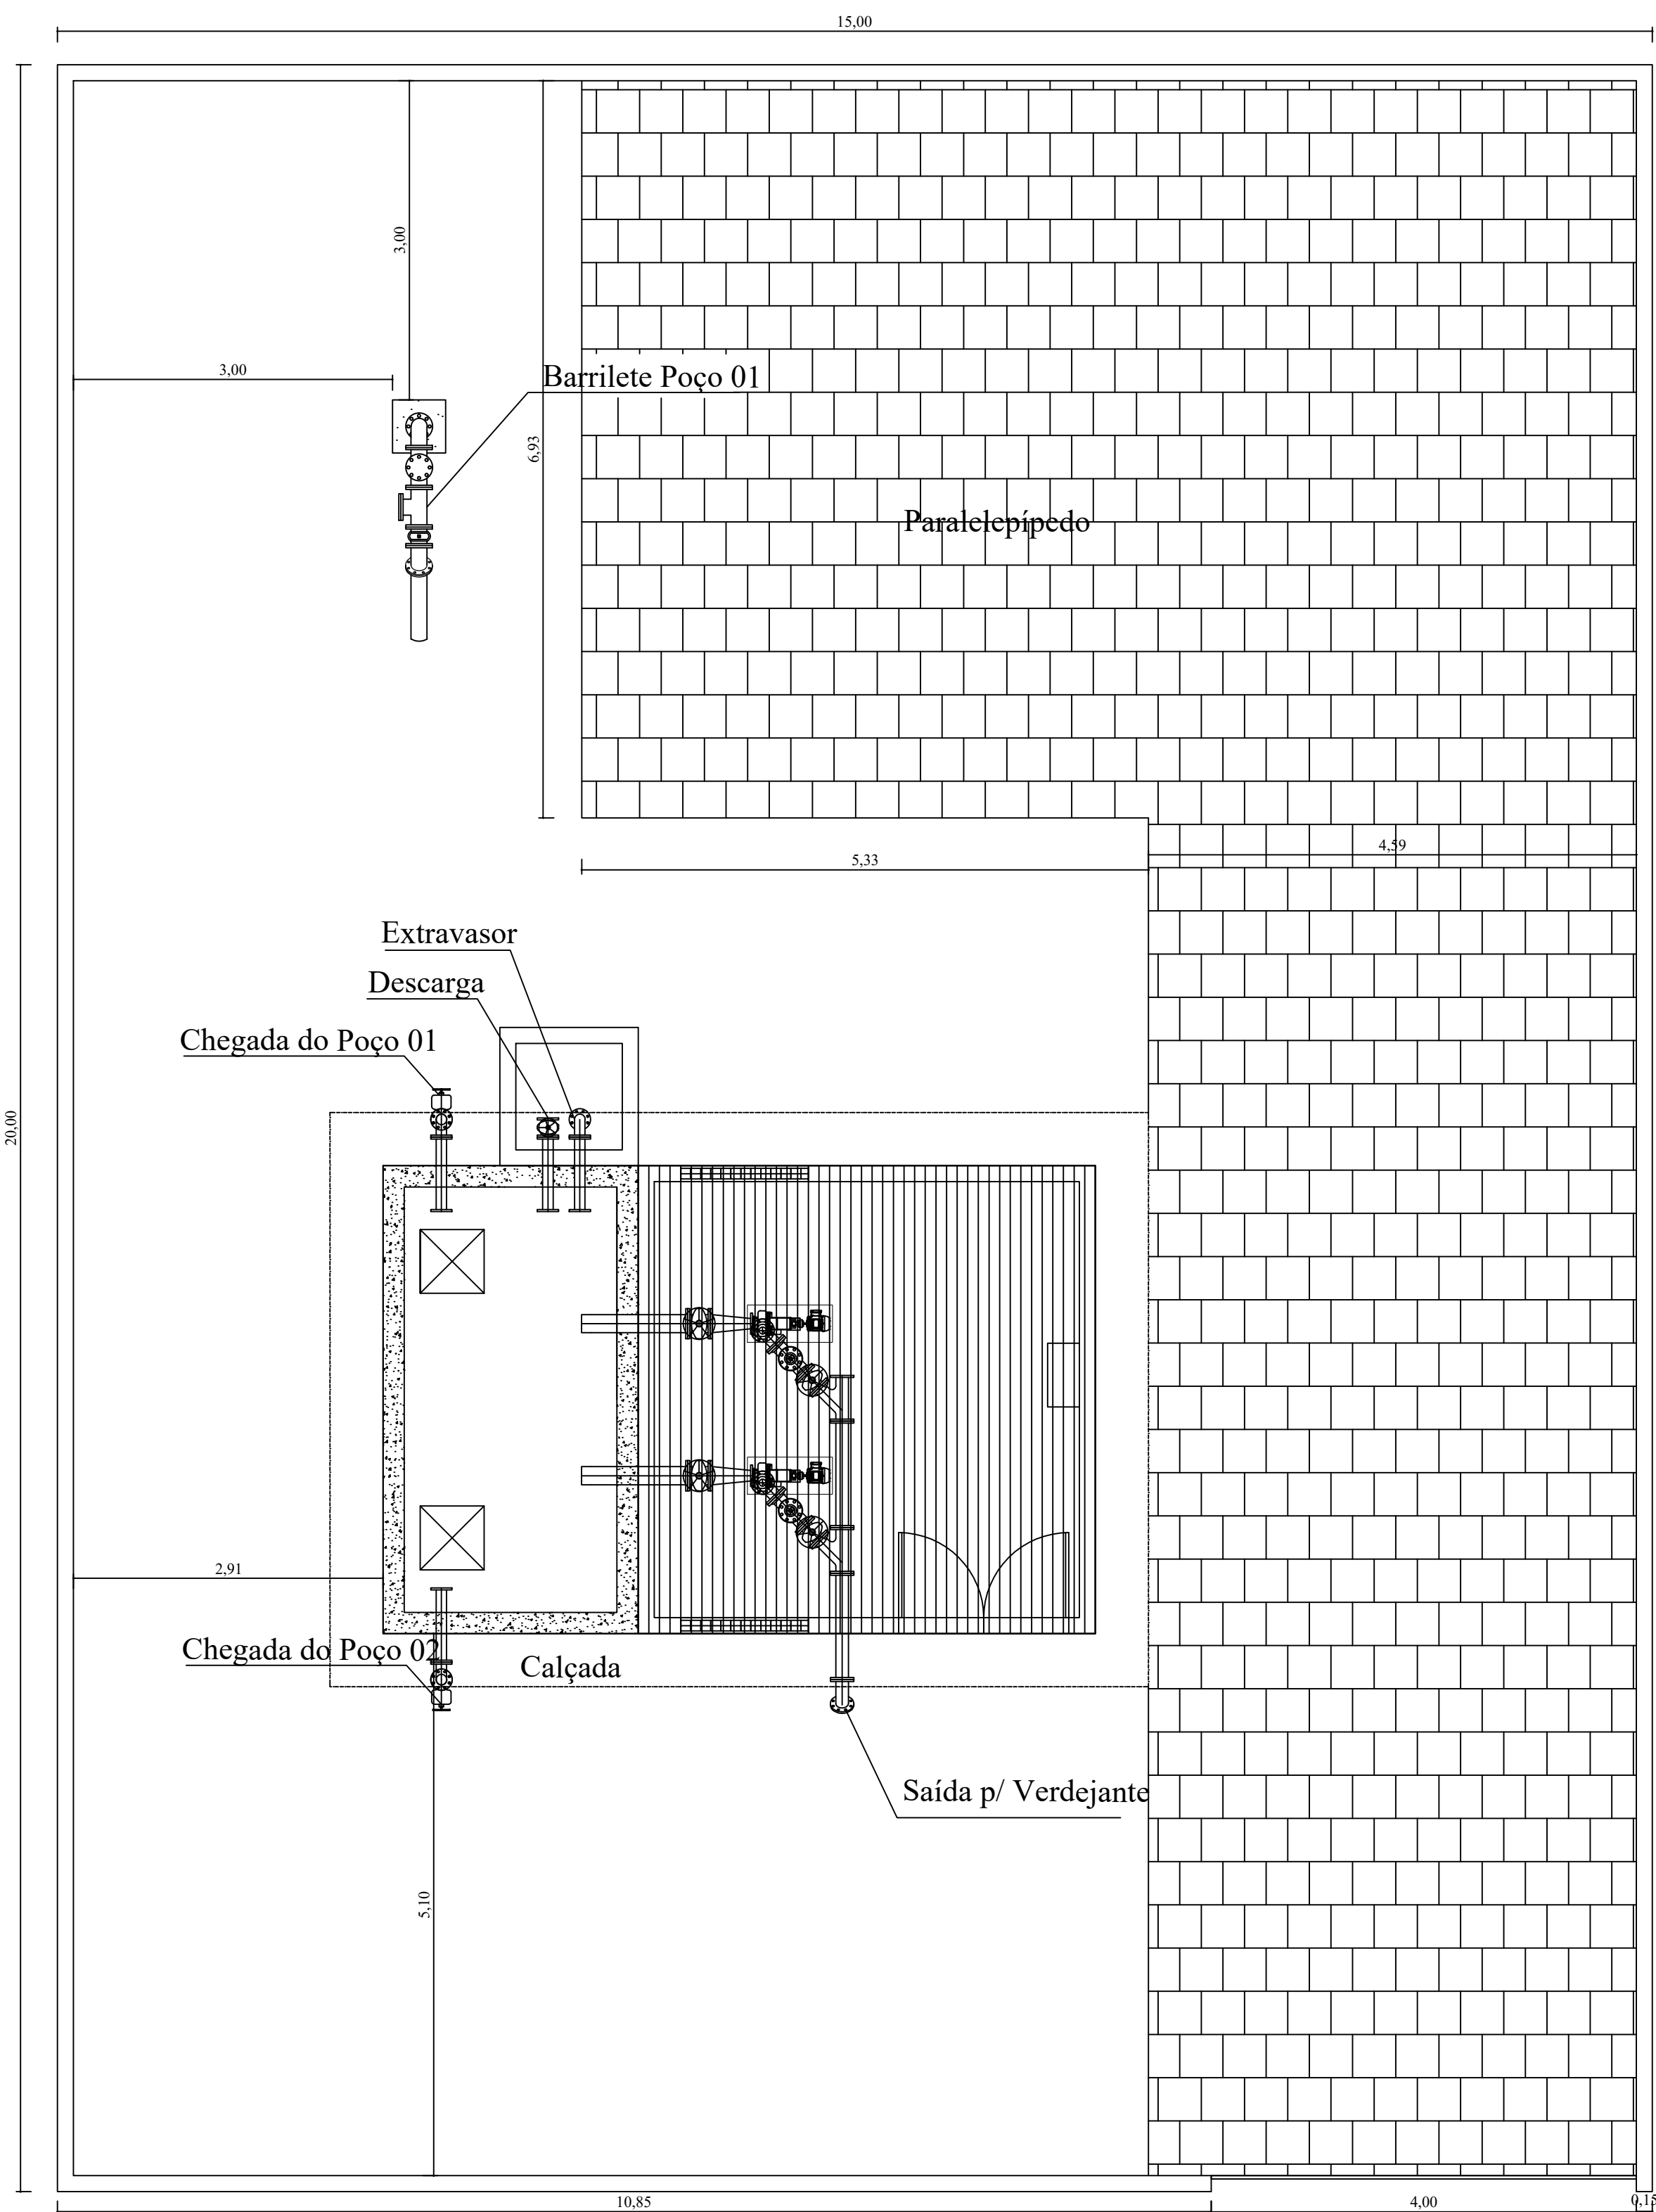 15,00
3,00
3,00
Barrilete Poço 01
6,93
Paralelepípedo
4,59
5,33
Extravasor
Descarga
Chegada do Poço 01
20,00
2,91
Chegada do Poço 02
Calçada
Saída p/ Verdejante
5,10
10,85
4,00
0,15